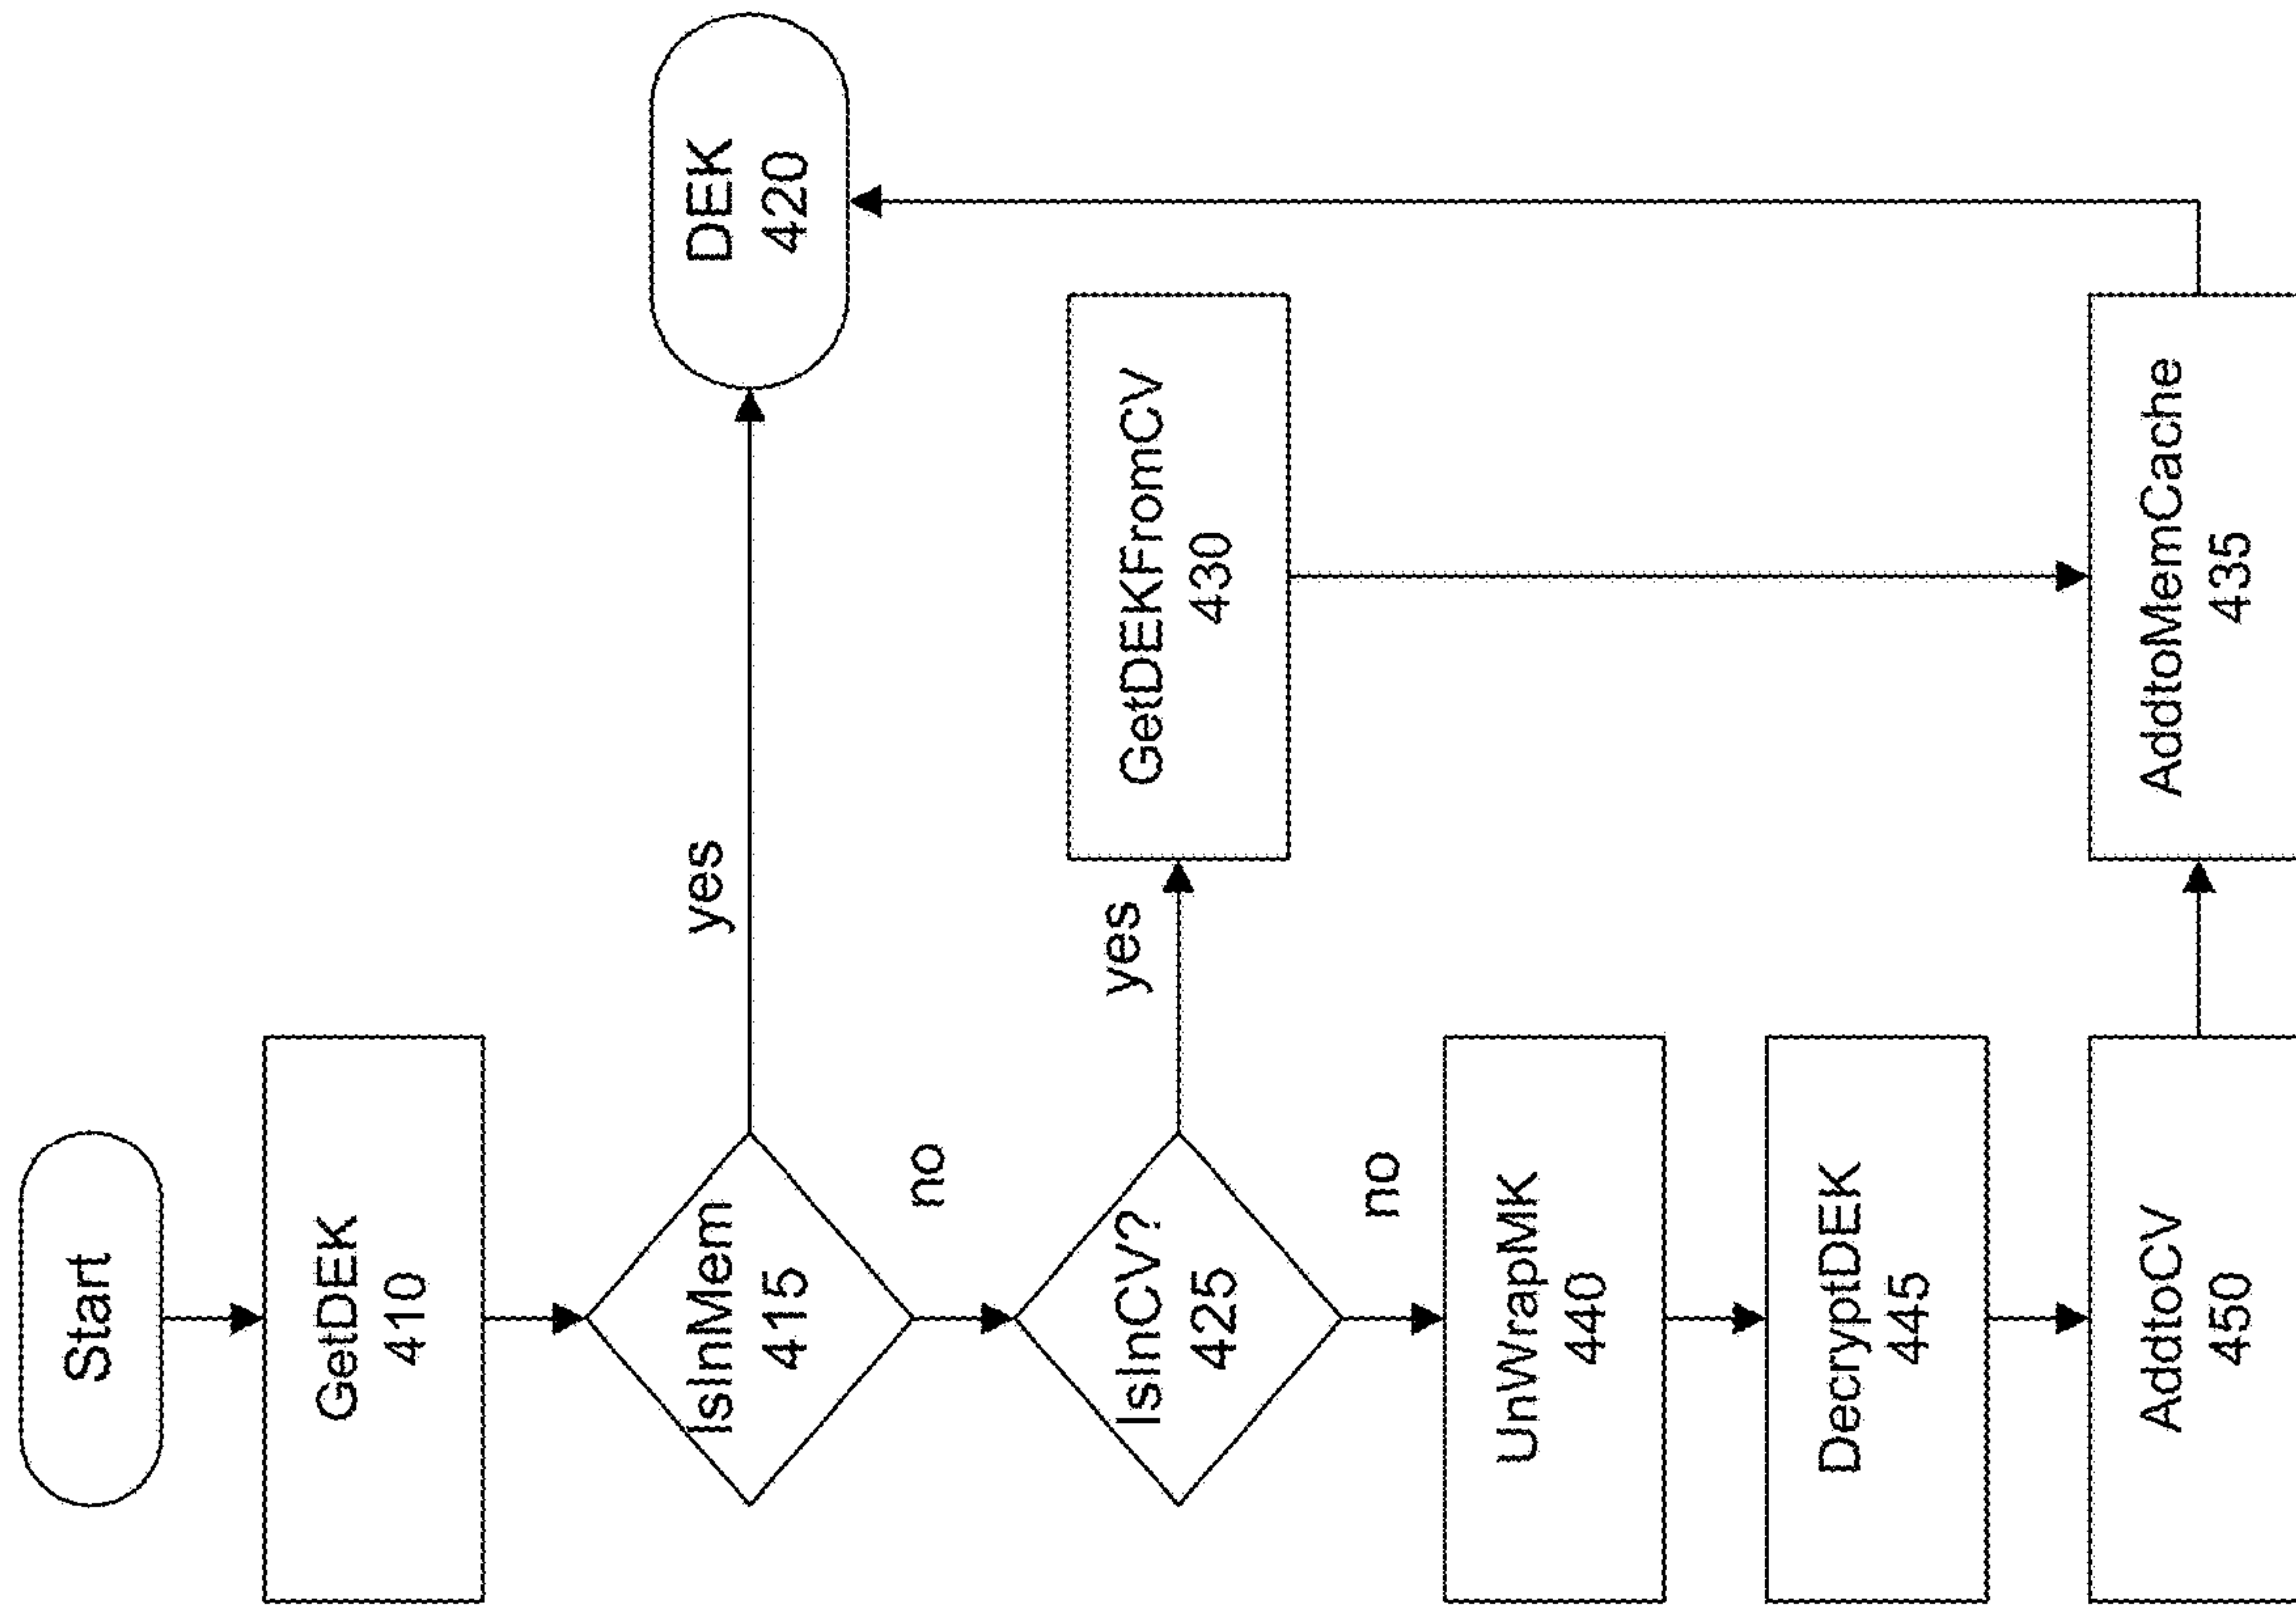 Start
GetDEK
410
IsInMem
415
yes
DEK
420
no
IsInCV?
425
yes
GetDEKFromCV
430
no
UnWrapMK
440
DecryptDEK
445
AddtoCV
450
AddtoMemCache
435